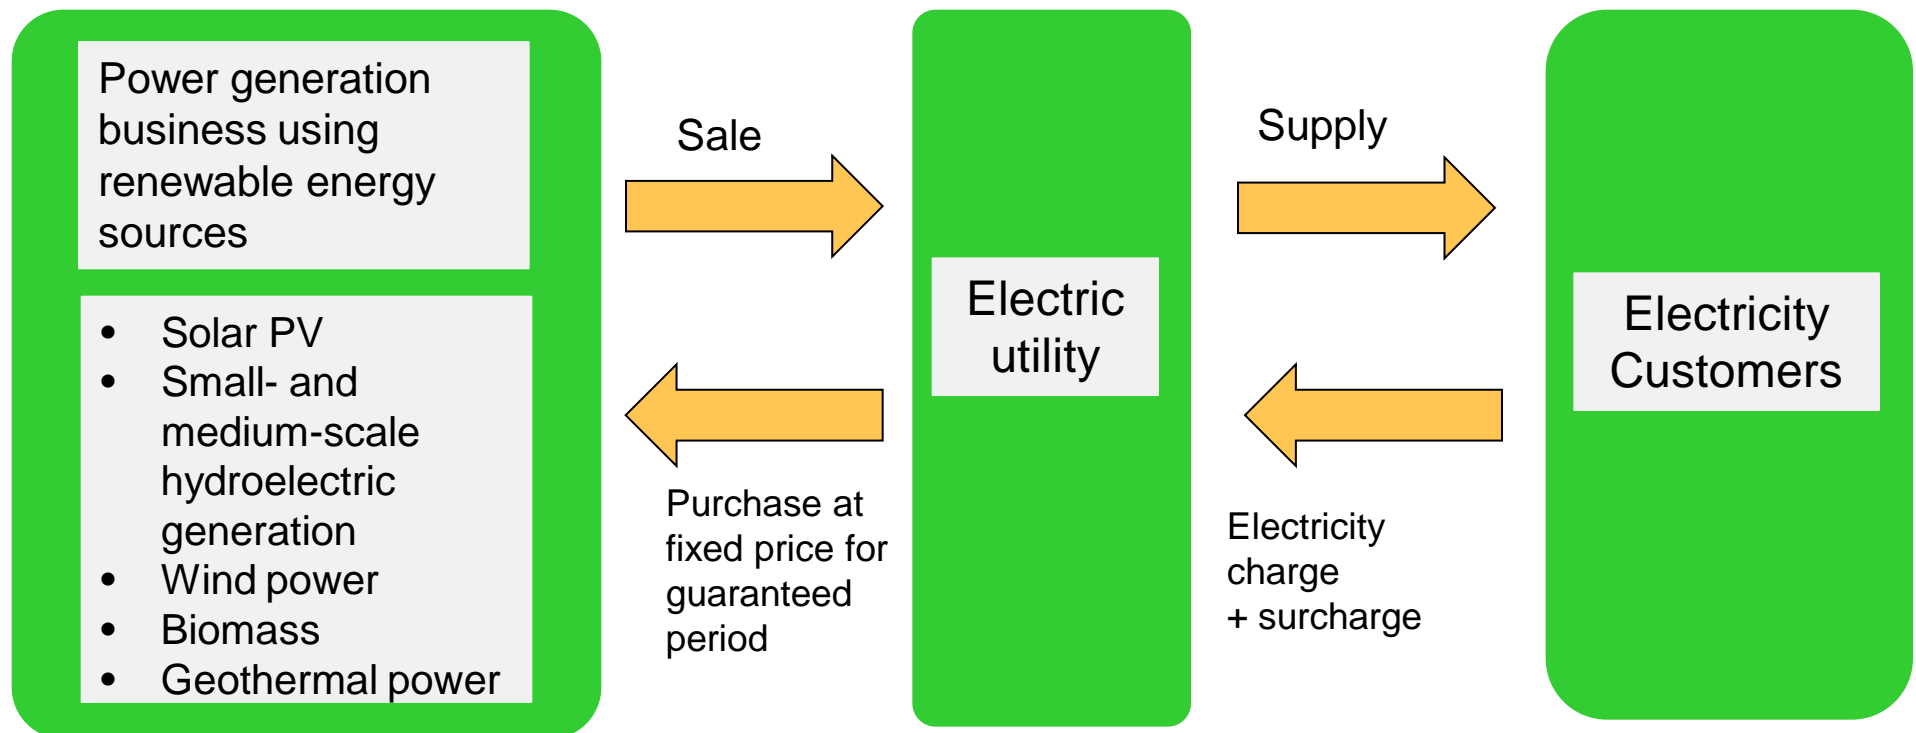 Power generation
business using
renewable energy
sources
• Solar PV
• Small- and
medium-scale
hydroelectric
generation
• Wind power
• Biomass
• Geothermal power
Sale
Purchase at
fixed price for
guaranteed
period
Electric
utility
Supply
Electricity
charge
+ surcharge
Electricity
Customers